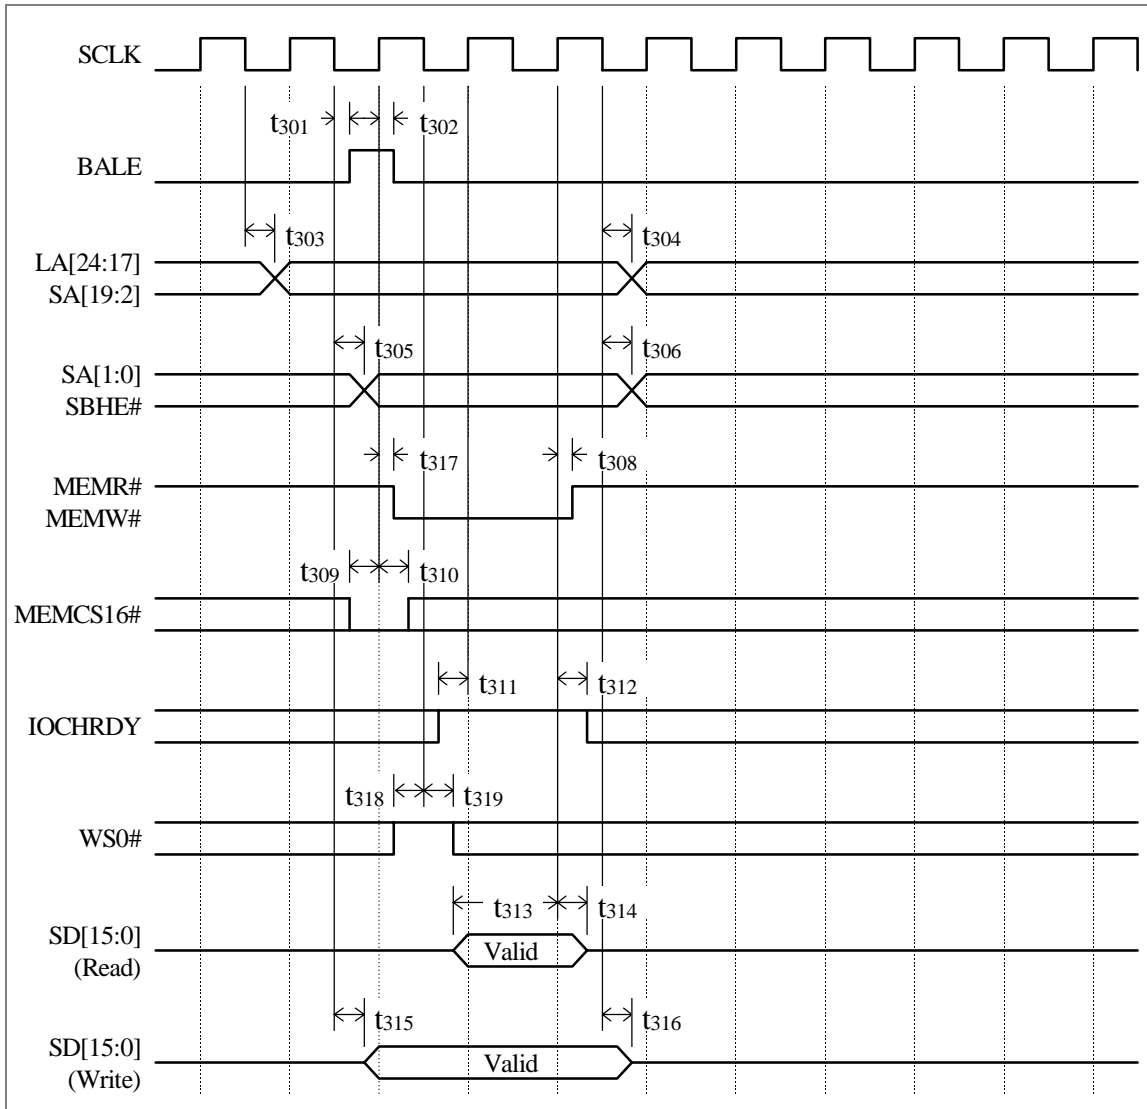 SCLK
t301 t302
BALE
t303 t304
LA[24:17]
SA[19:2]
t305 t306
SA[1:0]
SBHE#
t317 t308
MEMR#
MEMW#
t309 t310
MEMCS16#
t311 t312
IOCHRDY
t318 t319
WS0#
t313 t314
SD[15:0]
Valid
(Read)
t315 t316
SD[15:0]
Valid
(Write)